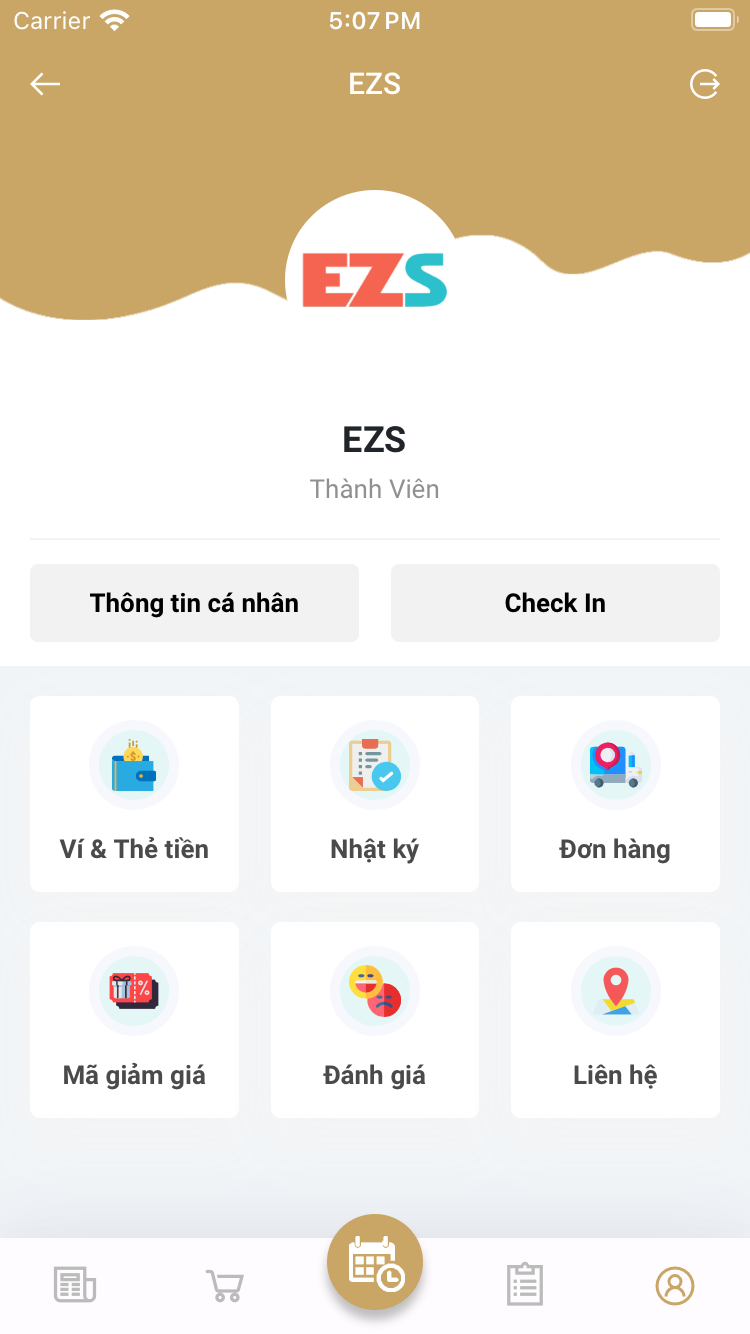 Carrier 5:07 PM
EZS
EZS
EZS
Thành Viên
Thông tin cá nhân
Check In
Ví & Thẻ tiền
Nhật ký
Đơn hàng
Mã giảm giá
Đánh giá
Liên hệ